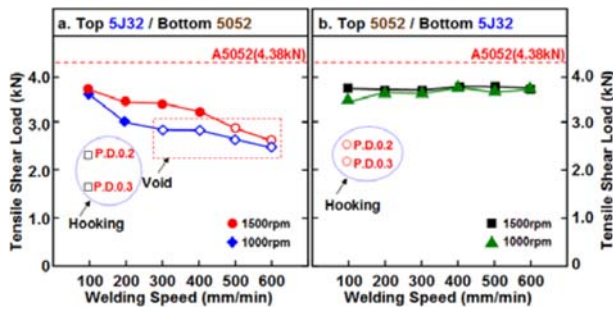 a. Top 5J32 / Bottom 5052
b. Top 5052 / Bottom 5J32
A5052(4.38kN)
A5052(4.38kN)
Tensile Shear Load (kN)
4.0
3.0
2.0
1.0
0
P.D.0.2
P.D.0.3
Hooking
Void
1500rpm
1000rpm
100 200 300 400 500 600
Welding Speed (mm/min)
P.D.0.2
P.D.0.3
Hooking
1500rpm
1000rpm
100 200 300 400 500 600
Welding Speed (mm/min)
4.0
3.0
2.0
1.0
0
Tensile Shear Load (kN)